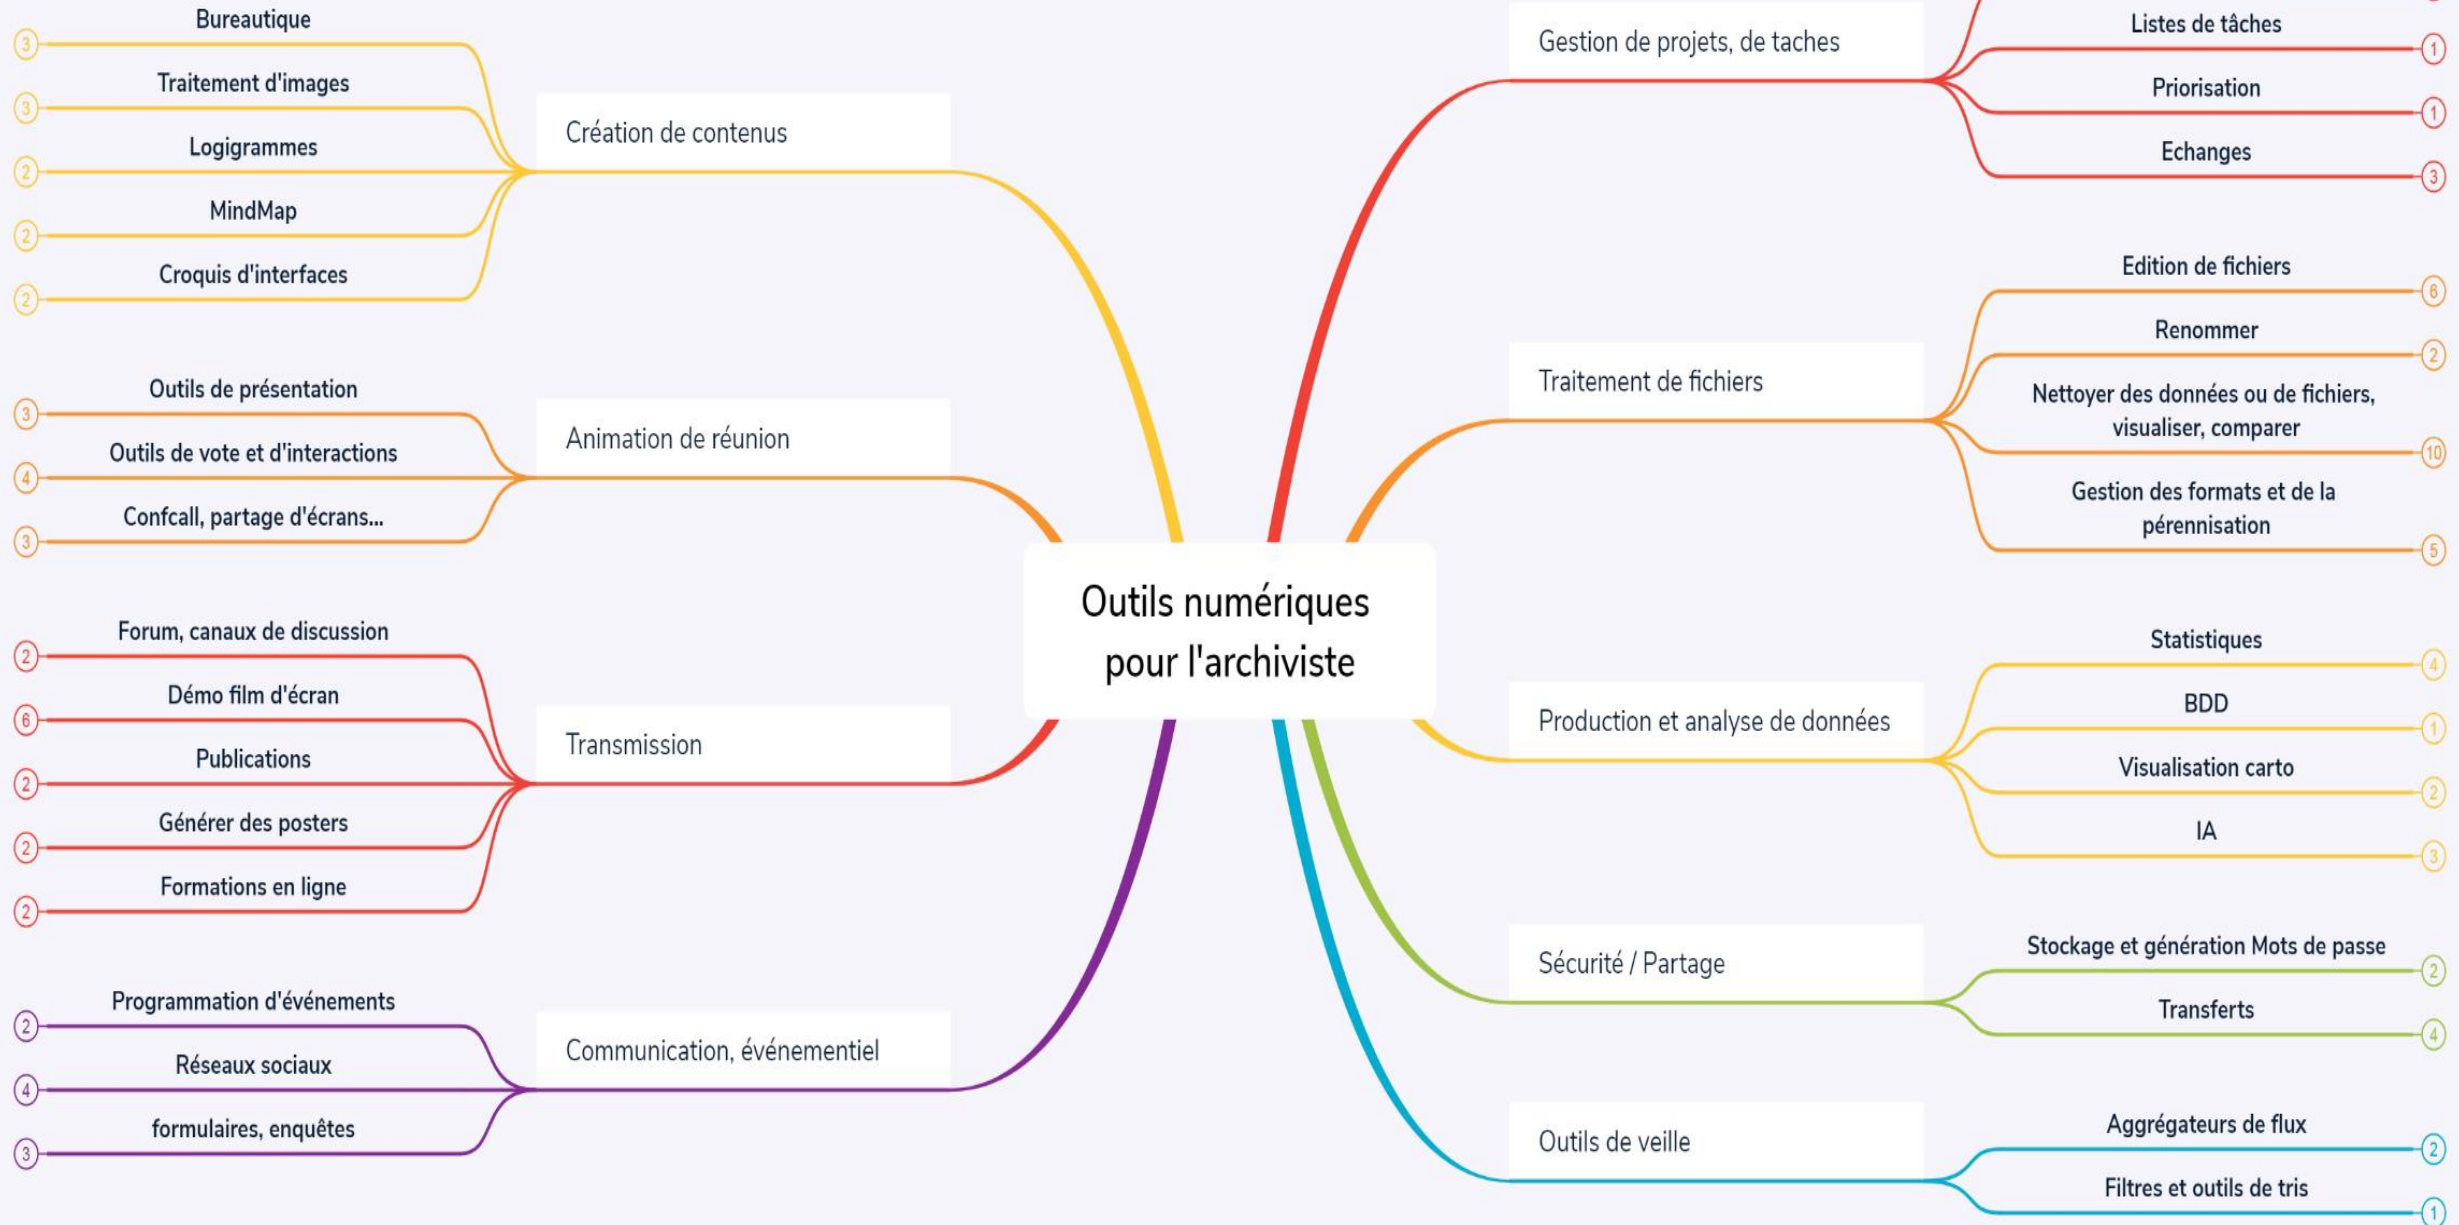 Outils numériques
pour l'archiviste
Création de contenus
Bureautique
3
Traitement d'images
3
Logigrammes
2
MindMap
2
Croquis d'interfaces
2
Animation de réunion
Outils de présentation
3
Outils de vote et d'interactions
4
Confcall, partage d'écrans...
3
Transmission
Forum, canaux de discussion
2
Démo film d'écran
6
Publications
2
Générer des posters
2
Formations en ligne
2
Communication, événementiel
Programmation d'événements
2
Réseaux sociaux
4
formulaires, enquêtes
3
Gestion de projets, de taches
Listes de tâches
1
Priorisation
1
Echanges
3
Traitement de fichiers
Edition de fichiers
6
Renommer
2
Nettoyer des données ou de fichiers,
visualiser, comparer
10
Gestion des formats et de la
pérennisation
5
Production et analyse de données
Statistiques
4
BDD
1
Visualisation carto
2
IA
3
Sécurité / Partage
Stockage et génération Mots de passe
2
Transferts
4
Outils de veille
Aggrégateurs de flux
2
Filtres et outils de tris
1